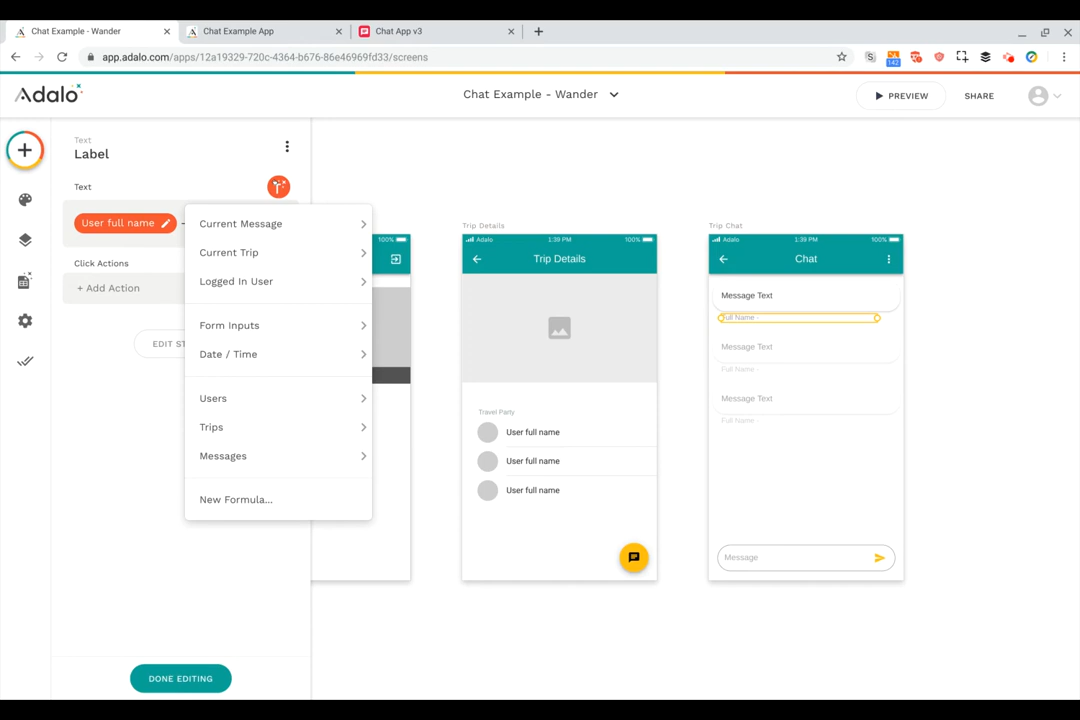 Chat Example - Wander
Chat Example App
Chat App v3
app.adalo.com/apps/12a19329-720c-4364-b676-86e46969fd33/screens
142
Adalo
Chat Example - Wander
PREVIEW
SHARE
Text
Label
Text
User full name
-
Click Actions
+ Add Action
EDIT ST
Current Message
Current Trip
Logged In User
Form Inputs
Date / Time
Users
Trips
Messages
New Formula...
DONE EDITING
100%
Trip Details
Adalo
1:39 PM
100%
Trip Details
Travel Party
User full name
User full name
User full name
Trip Chat
Adalo
1:39 PM
100%
Chat
Message Text
Full Name -
Message Text
Full Name -
Message Text
Full Name -
Message